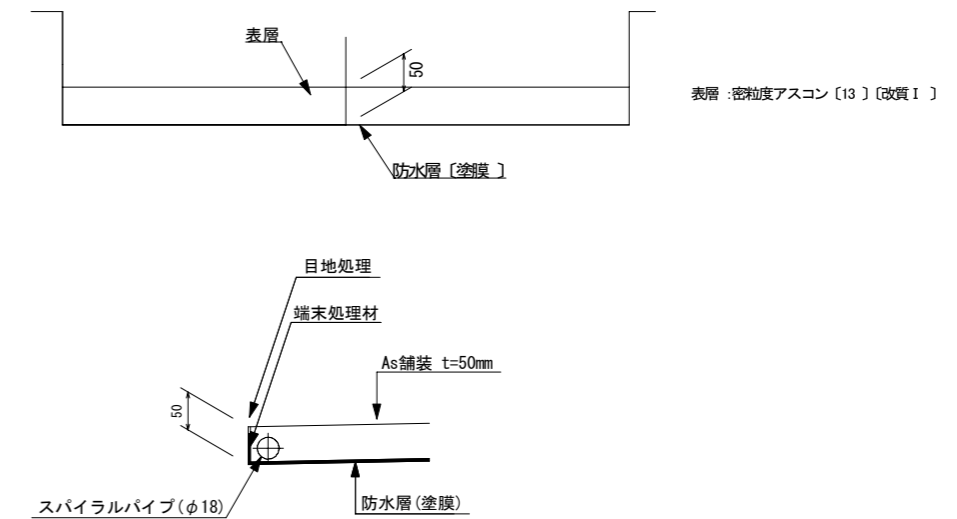 表層
50
表層 :密粒度アスコン〔13 〕〔改質Ⅰ 〕
防水層〔塗膜 〕
目地処理
端末処理材
As舗装 t=50mm
50
スパイラルパイプ(φ18)
防水層(塗膜)